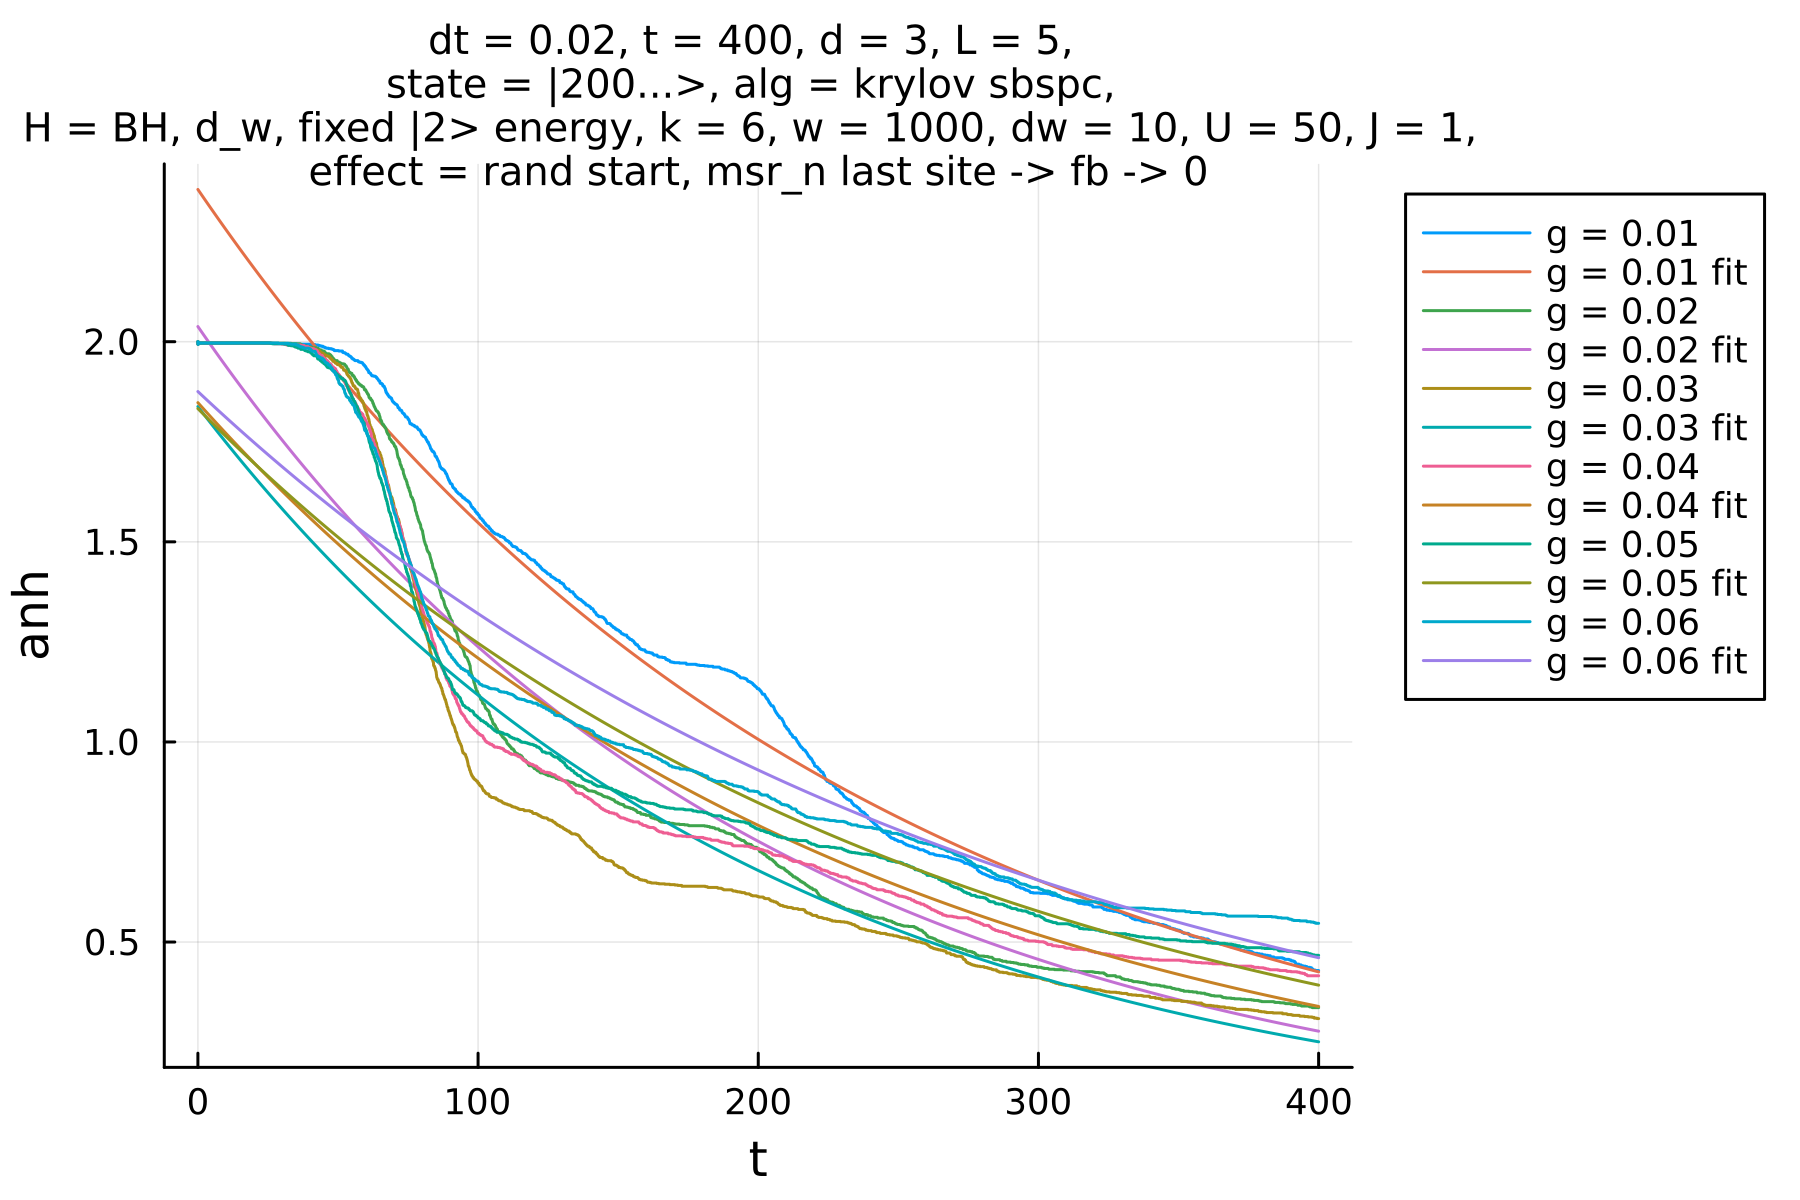 dt = 0.02, t = 400, d = 3, L = 5,
state = |200...>, alg = krylov sbspc,
H = BH, d_w, fixed |2> energy, k = 6, w = 1000, dw = 10, U = 50, J = 1,
effect = rand start, msr_n last site -> fb -> 0
g = 0.01
g = 0.01 fit
g = 0.02
g = 0.02 fit
g = 0.03
g = 0.03 fit
g = 0.04
g = 0.04 fit
g = 0.05
g = 0.05 fit
g = 0.06
g = 0.06 fit
anh
2.0
1.5
1.0
0.5
0
100
200
300
400
t